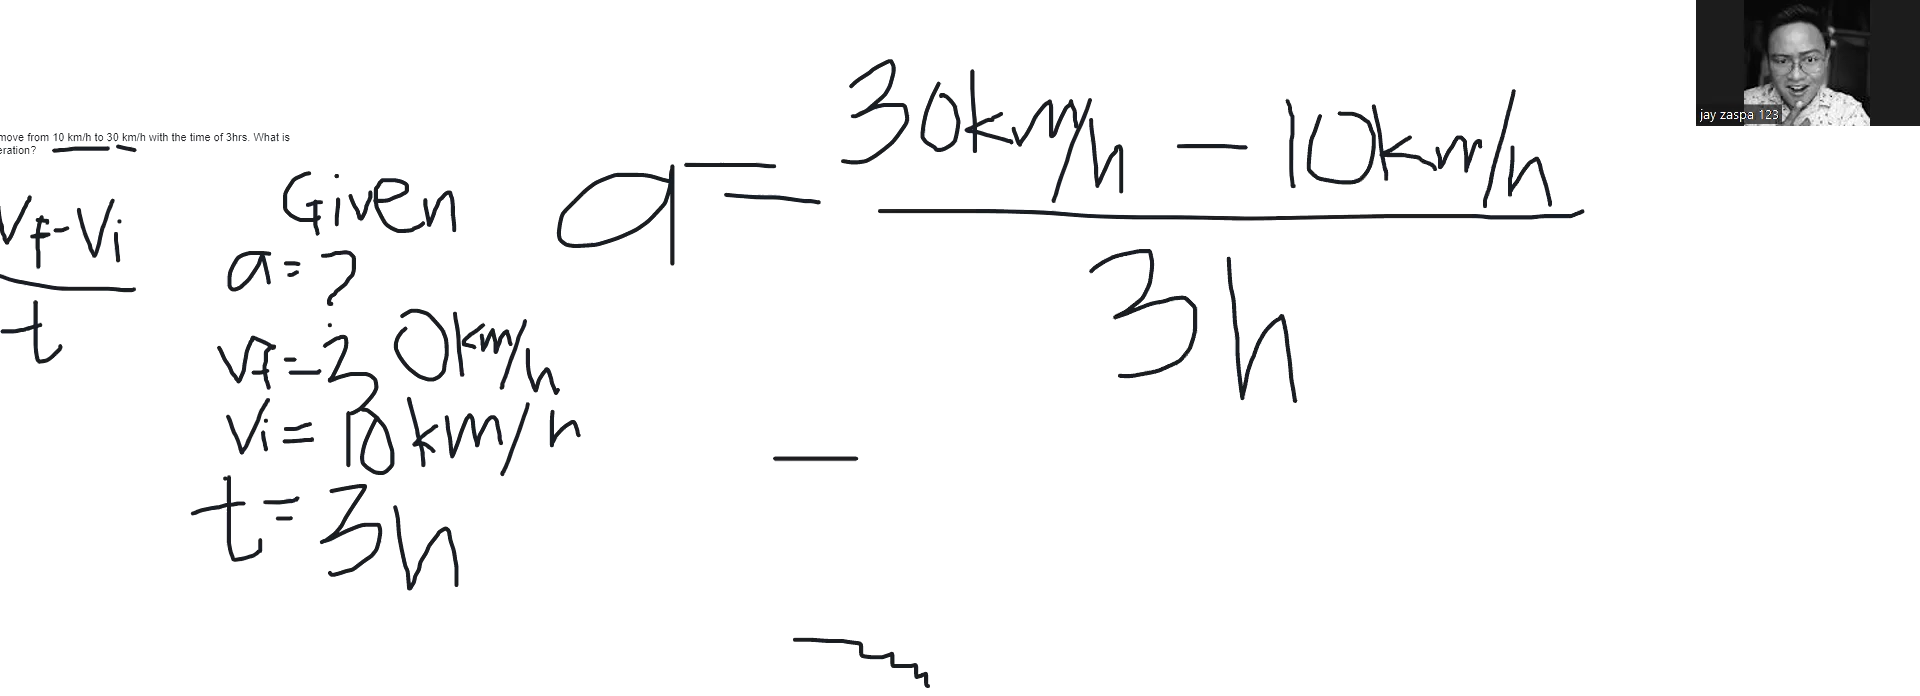 move from 10 km/h to 30 km/h with the time of 3hrs. What is
eration?
Vf-Vi
t
Given
a=?
Vf=30km/h
Vi=10km/h
t=3h
a= 30km/h - 10km/h
3h
jay zaspa 123